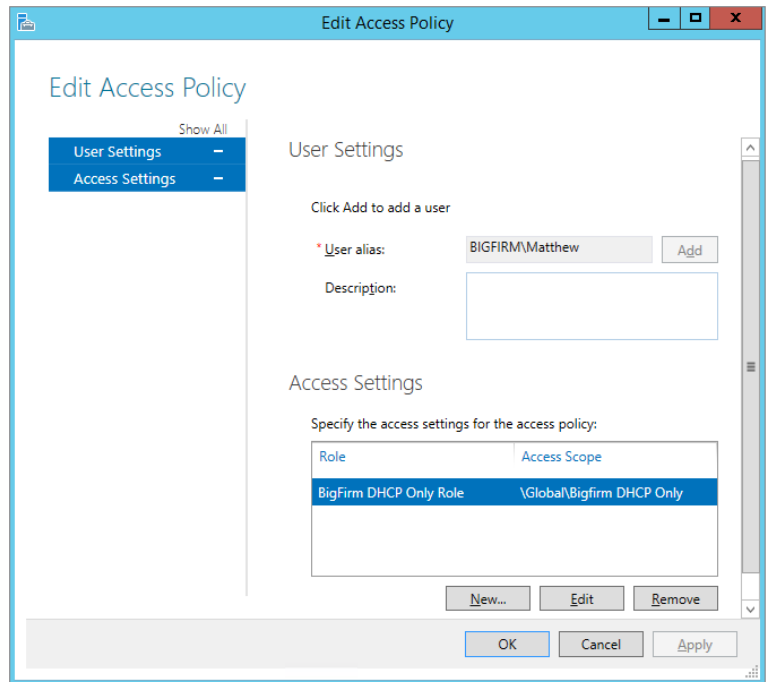 Edit Access Policy
Edit Access Policy
Show All
User Settings
Access Settings
User Settings
Click Add to add a user
* User alias: BIGFIRM\Matthew Add
Description:
Access Settings
Specify the access settings for the access policy:
Role Access Scope
BigFirm DHCP Only Role \Global\Bigfirm DHCP Only
New... Edit Remove
OK Cancel Apply